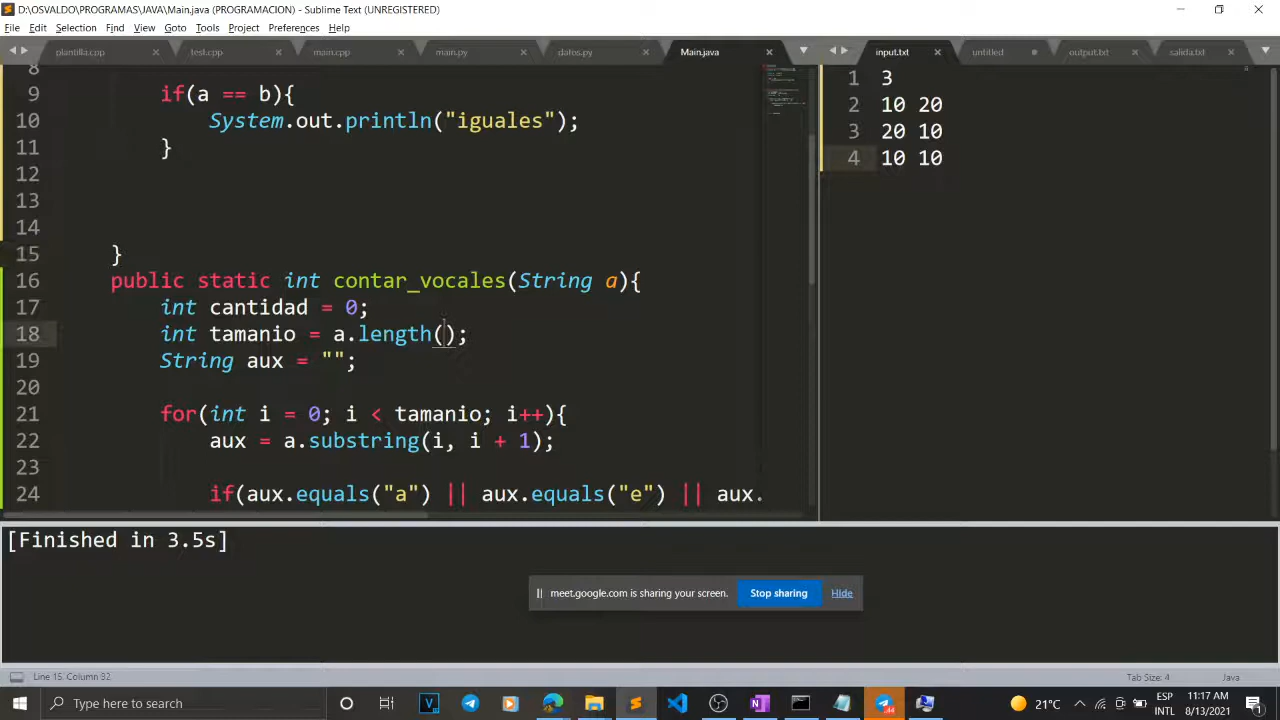 D:\OSVALDO\PROGRAMAS\JAVA\Main.java (PROGRAMACION) - Sublime Text (UNREGISTERED)
File Edit Selection Find View Goto Tools Project Preferences Help
plantilla.cpp test.cpp main.cpp main.py datos.py Main.java input.txt untitled output.txt salida.txt
8
9 if(a == b){
10 System.out.println("iguales");
11 }
12
13
14
15 }
16 public static int contar_vocales(String a){
17 int cantidad = 0;
18 int tamanio = a.length();
19 String aux = "";
20
21 for(int i = 0; i < tamanio; i++){
22 aux = a.substring(i, i + 1);
23
24 if(aux.equals("a") || aux.equals("e") || aux.
1 3
2 10 20
3 20 10
4 10 10
[Finished in 3.5s]
meet.google.com is sharing your screen. Stop sharing Hide
Line 15, Column 32 Tab Size: 4 Java
Type here to search 44 21°C ESP 11:17 AM
INTL 8/13/2021 1